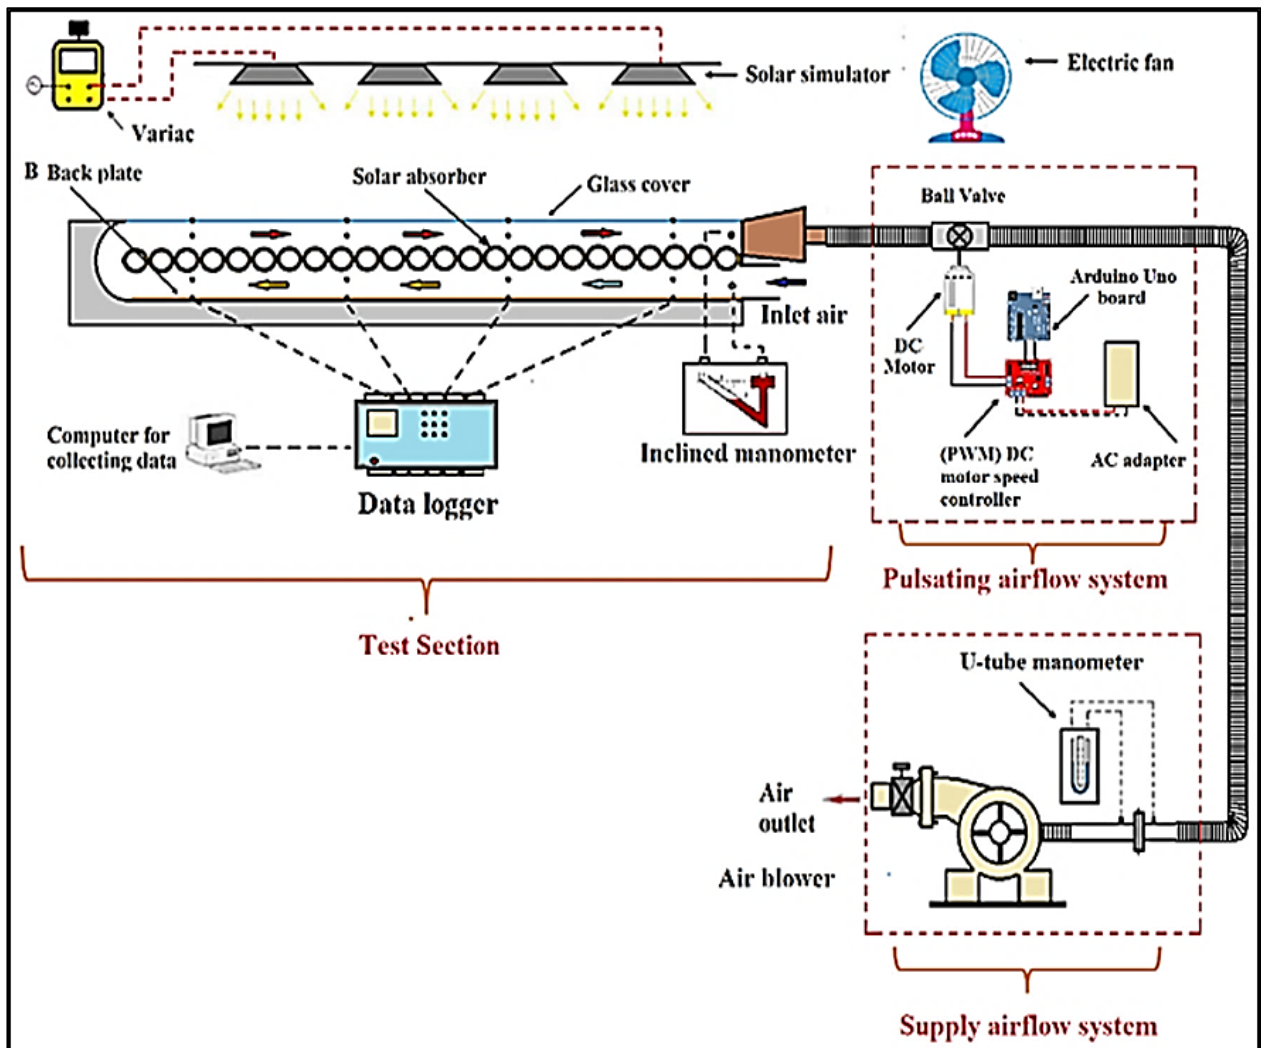 Solar simulator
Electric fan
Variac
B Back plate
Solar absorber
Glass cover
Ball Valve
Inlet air
DC
Motor
Arduino Uno
board
(PWM) DC
motor speed
controller
AC adapter
Computer for
collecting data
Data logger
Inclined manometer
Pulsating airflow system
Test Section
U-tube manometer
Air
outlet
Air blower
Supply airflow system